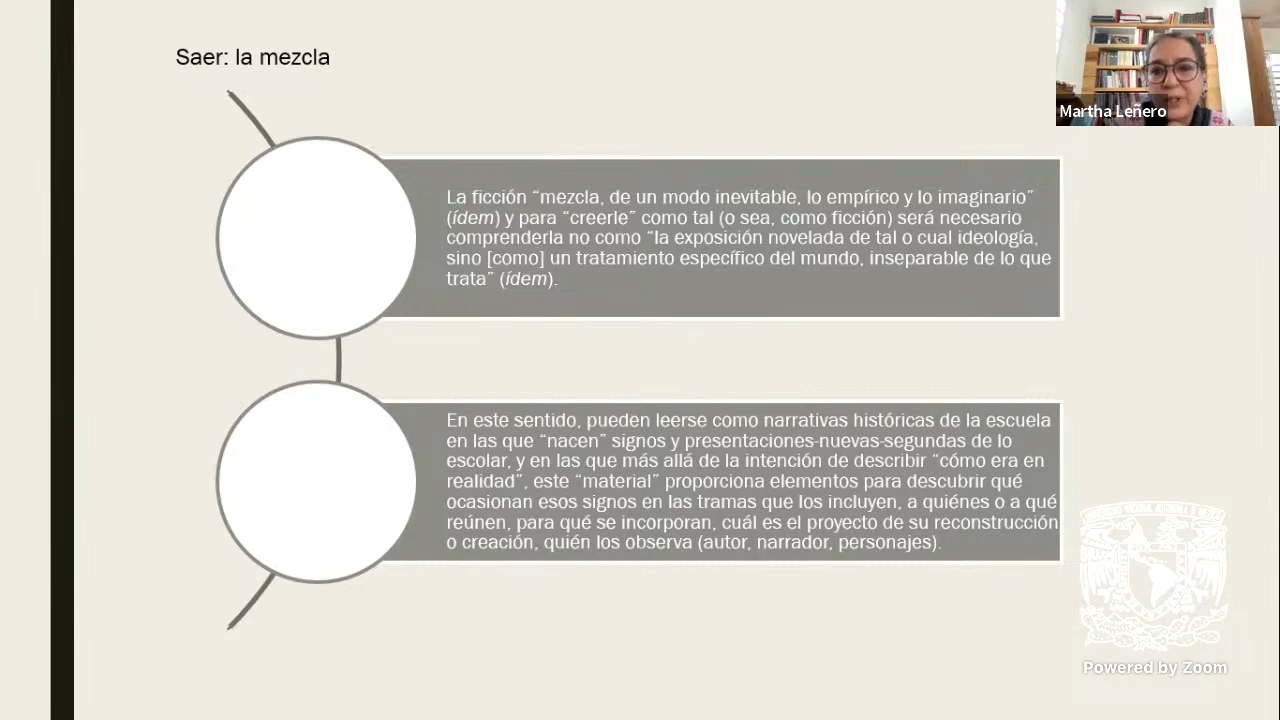 Saer: la mezcla
Martha Leñero
La ficción “mezcla, de un modo inevitable, lo empírico y lo imaginario”
(ídem) y para “creerle” como tal (o sea, como ficción) será necesario
comprenderla no como “la exposición novelada de tal o cual ideología,
sino [como] un tratamiento específico del mundo, inseparable de lo que
trata” (ídem).
En este sentido, pueden leerse como narrativas históricas de la escuela
en las que “nacen” signos y presentaciones-nuevas-segundas de lo
escolar, y en las que más allá de la intención de describir “cómo era en
realidad”, este “material” proporciona elementos para descubrir qué
ocasionan esos signos en las tramas que los incluyen, a quiénes o a qué
reúnen, para qué se incorporan, cuál es el proyecto de su reconstrucción
o creación, quién los observa (autor, narrador, personajes).
Powered by Zoom